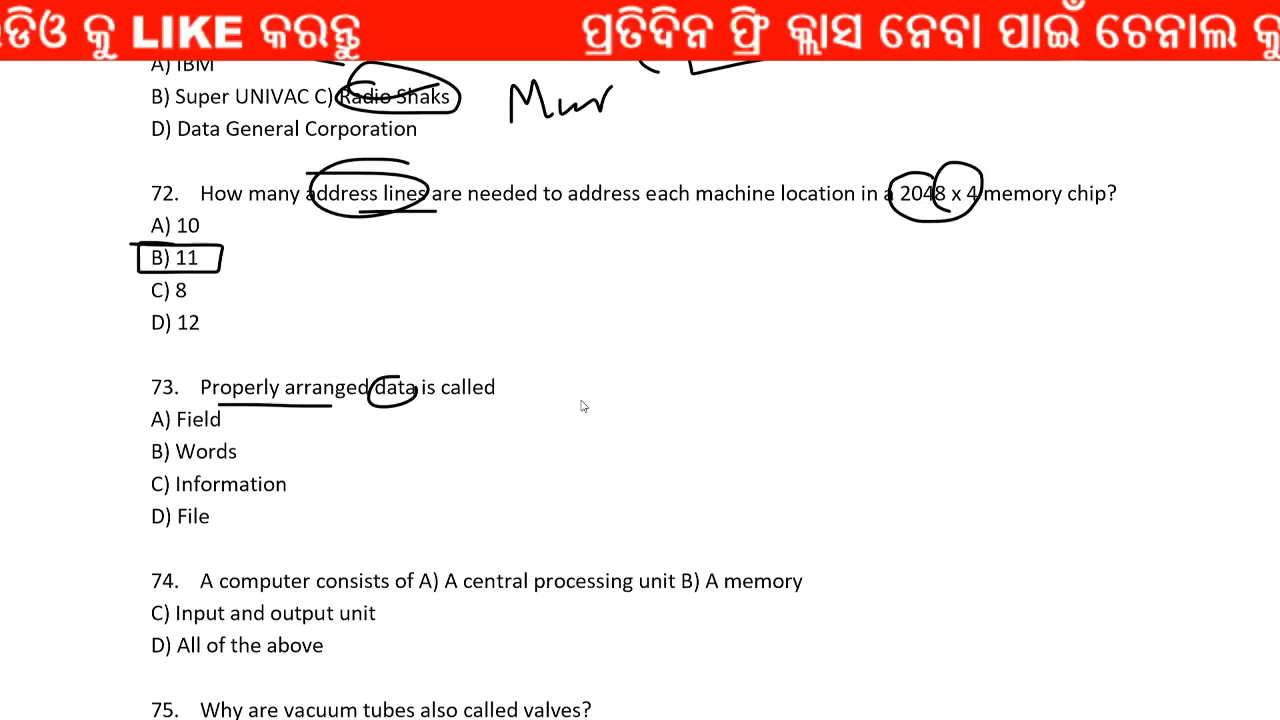 ଡିଓ କୁ LIKE କରନ୍ତୁ ପ୍ରତିଦିନ ଫ୍ରି କ୍ଲାସ ନେବା ପାଇଁ ଚେନାଲ କୁ
A) IBM
B) Super UNIVAC C) Radio Shaks
D) Data General Corporation
72. How many address lines are needed to address each machine location in a 2048 x 4 memory chip?
A) 10
B) 11
C) 8
D) 12
73. Properly arranged data is called
A) Field
B) Words
C) Information
D) File
74. A computer consists of A) A central processing unit B) A memory
C) Input and output unit
D) All of the above
75. Why are vacuum tubes also called valves?